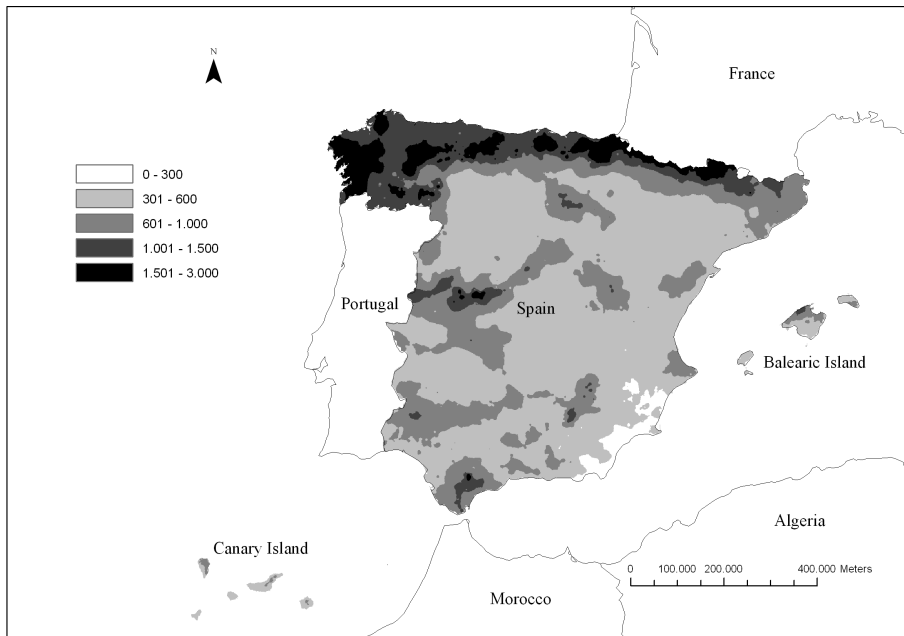 N
France
0 - 300
301 - 600
601 - 1.000
1.001 - 1.500
1.501 - 3.000
Portugal
Spain
Balearic Island
Algeria
Canary Island
0 100.000 200.000 400.000 Meters
Morocco